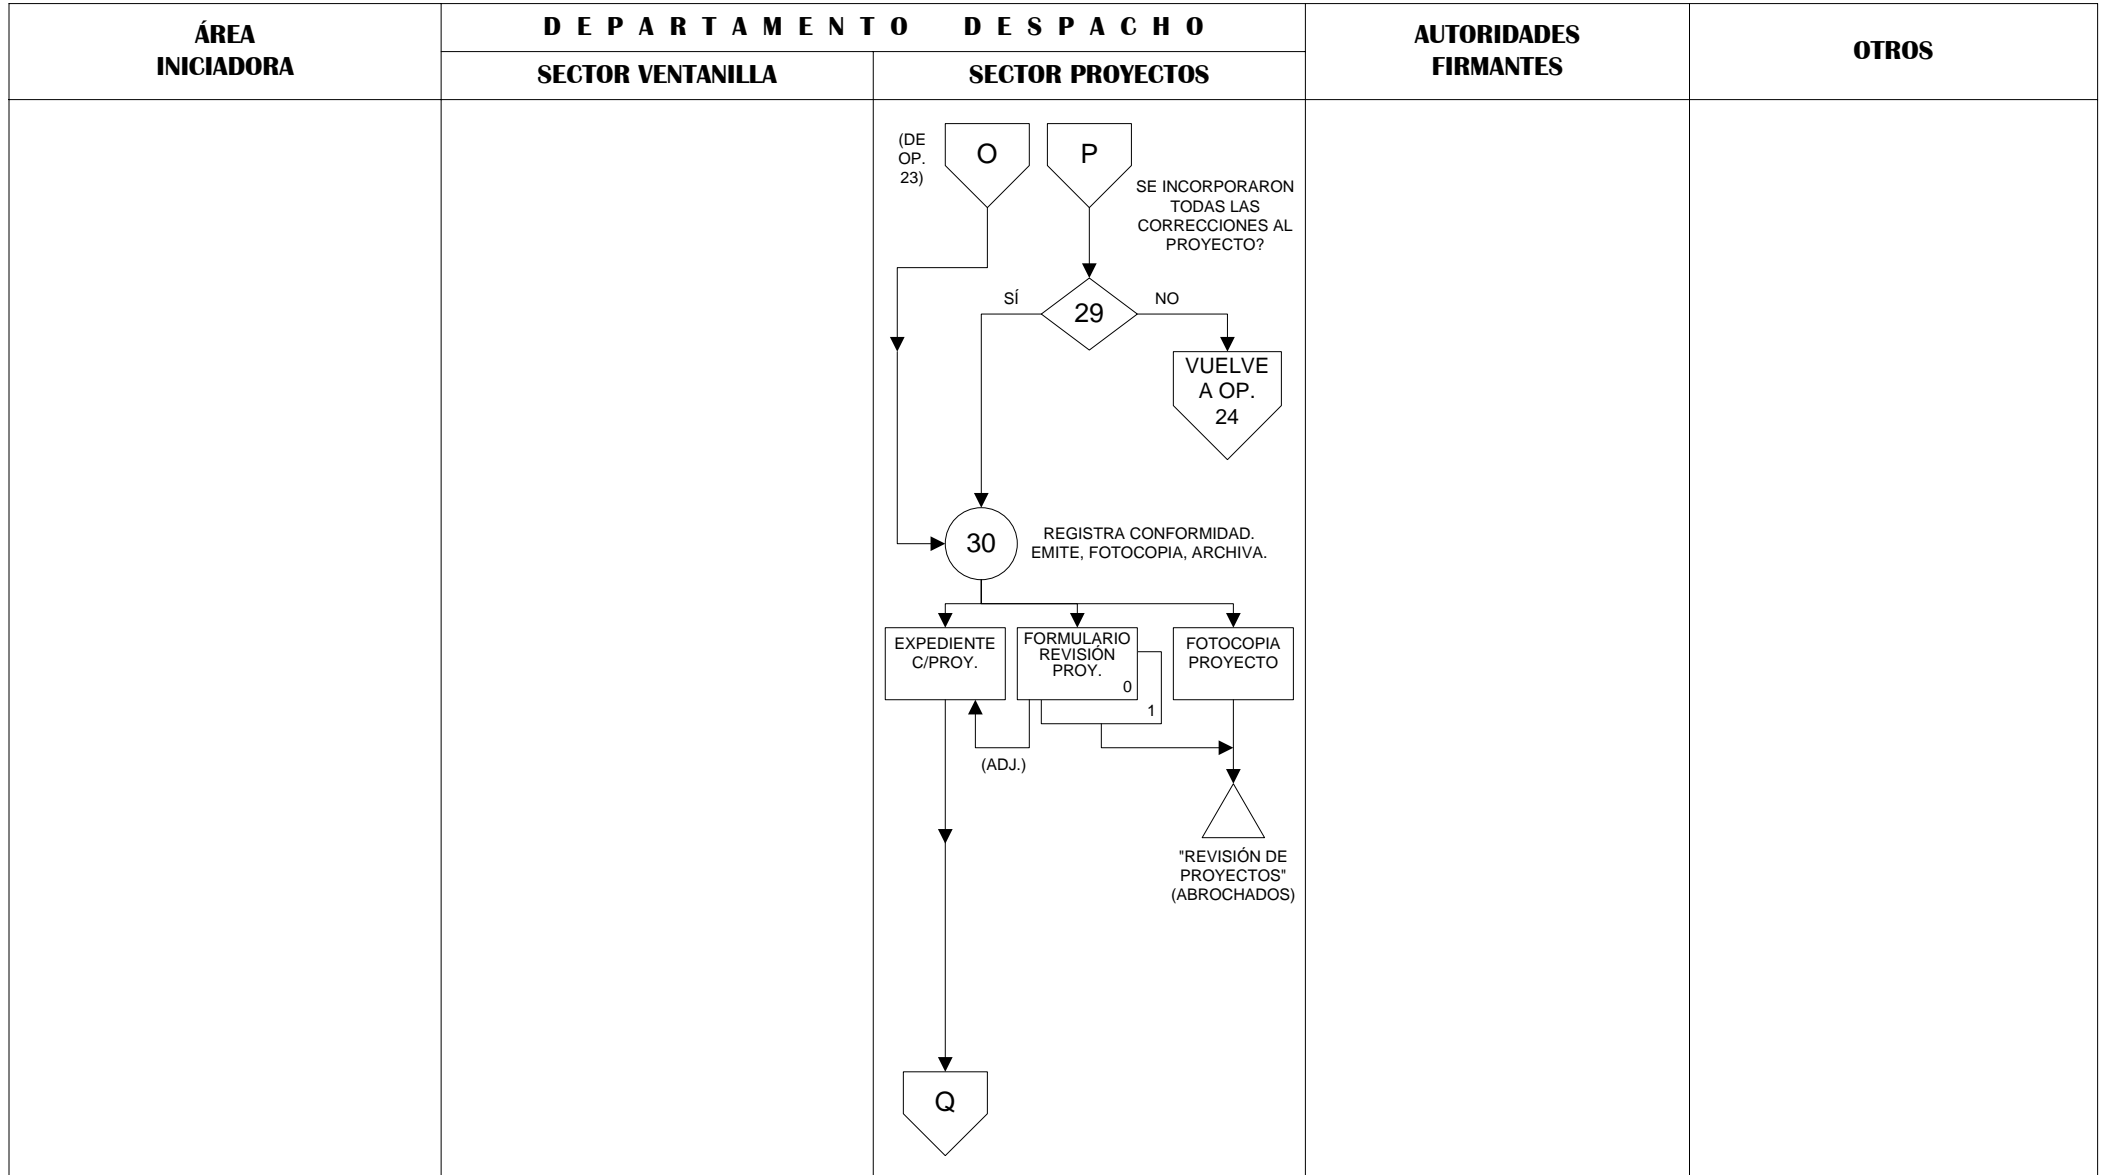 ÁREA
INICIADORA
DEPARTAMENTO DESPACHO
SECTOR VENTANILLA
SECTOR PROYECTOS
AUTORIDADES
FIRMANTES
OTROS
(DE
OP.
23)
O
P
SE INCORPORARON
TODAS LAS
CORRECCIONES AL
PROYECTO?
SÍ
29
NO
VUELVE
A OP.
24
30
REGISTRA CONFORMIDAD.
EMITE, FOTOCOPIA, ARCHIVA.
EXPEDIENTE
C/PROY.
FORMULARIO
REVISIÓN
PROY.
0
1
FOTOCOPIA
PROYECTO
(ADJ.)
"REVISIÓN DE
PROYECTOS"
(ABROCHADOS)
Q